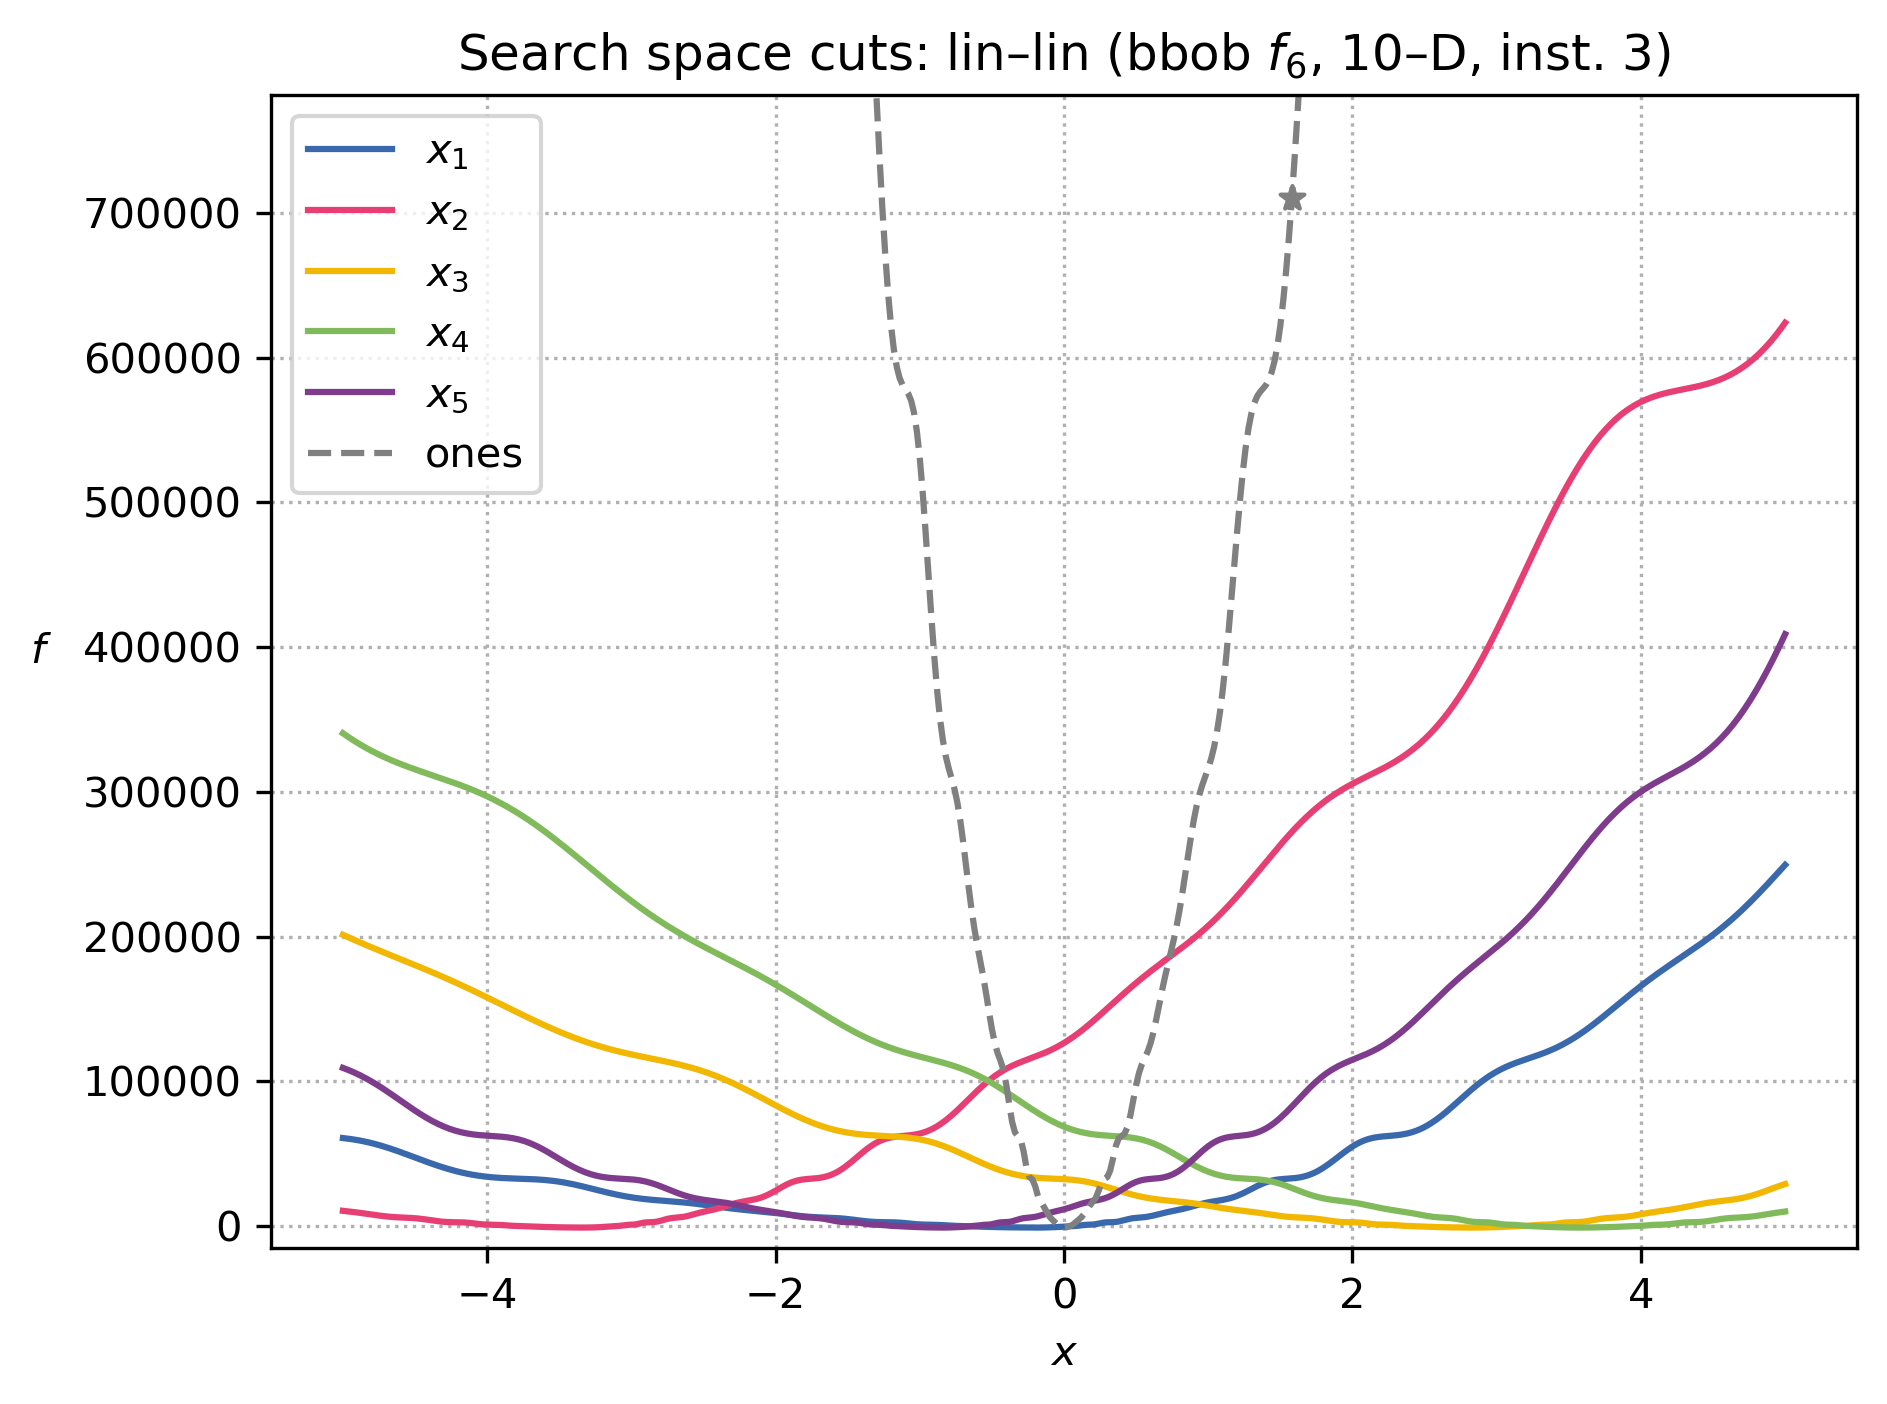 Search space cuts: lin–lin (bbob f₆, 10–D, inst. 3)
x₁
x₂
x₃
x₄
x₅
ones
700000
600000
500000
400000
300000
200000
100000
0
f
−4 −2 0 2 4
x